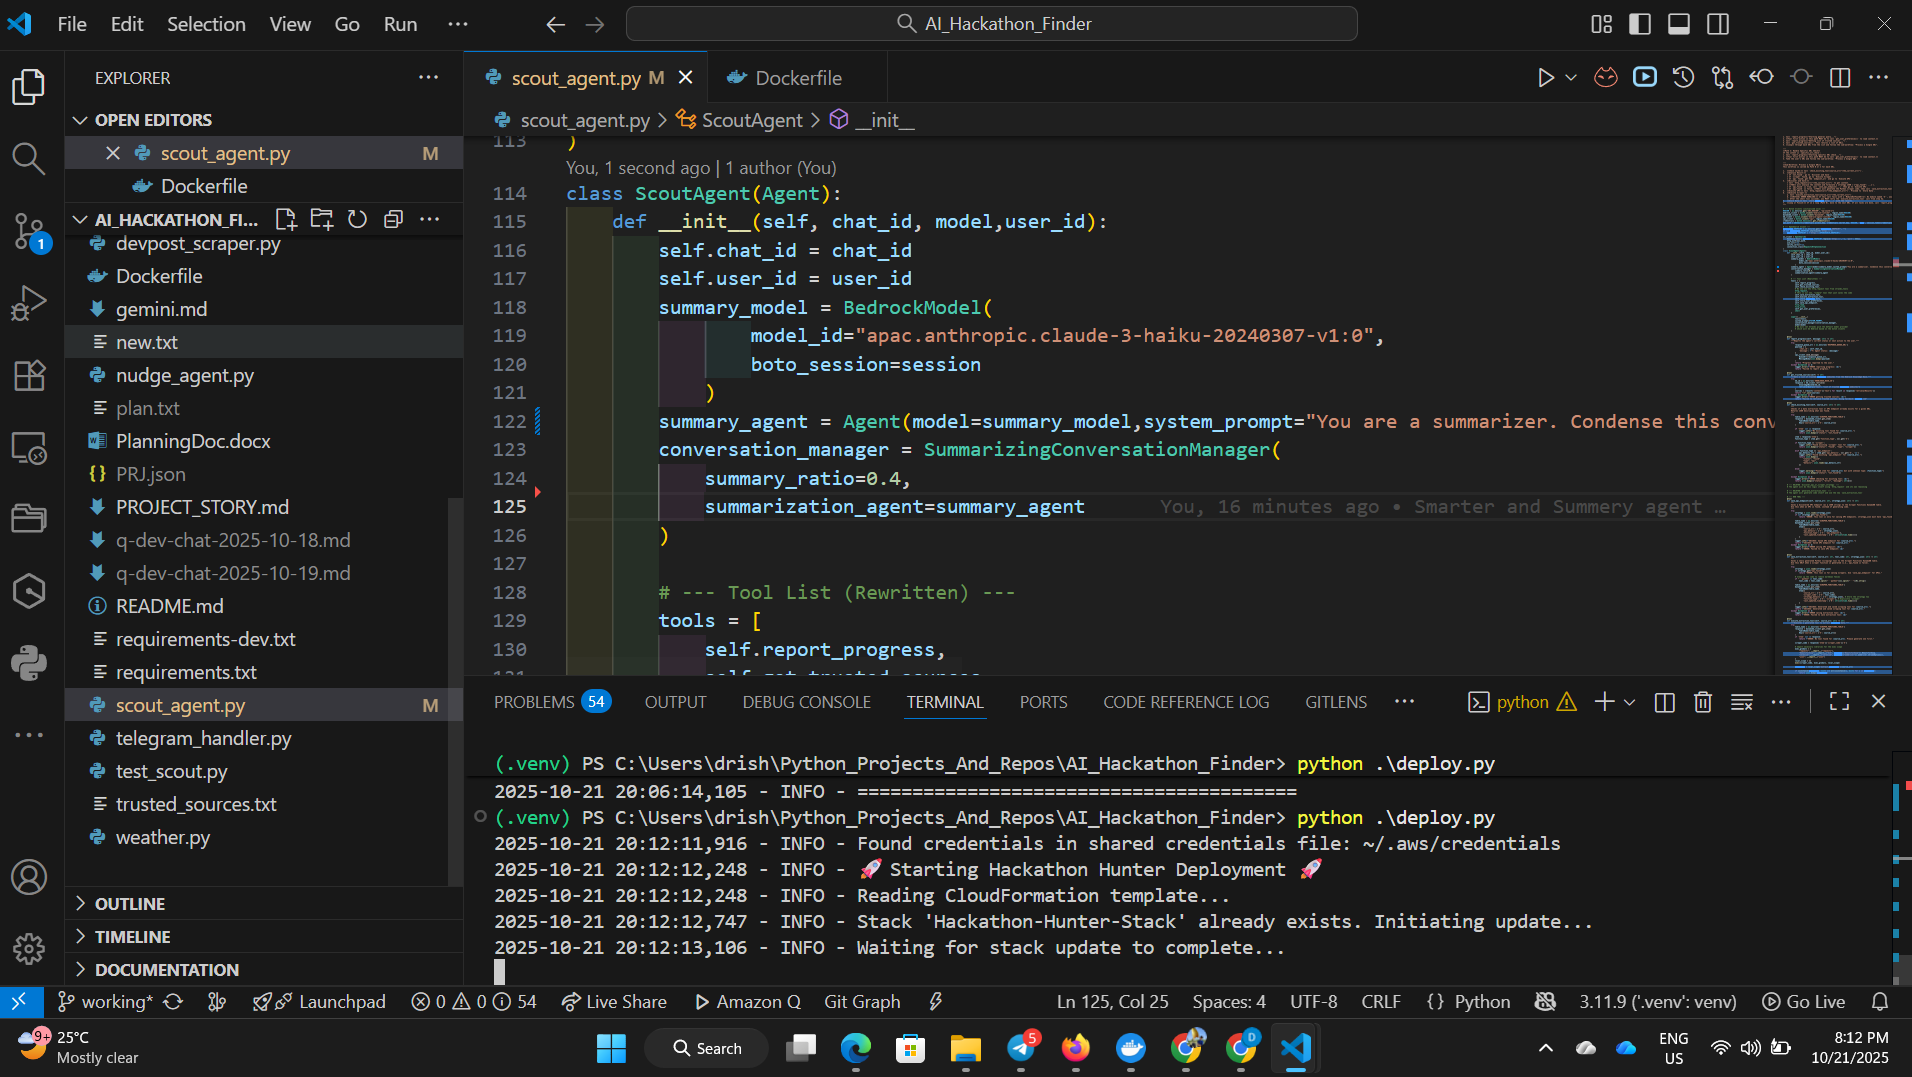 File Edit Selection View Go Run ···
AI_Hackathon_Finder
EXPLORER
OPEN EDITORS
scout_agent.py M
Dockerfile
AI_HACKATHON_FI...
devpost_scraper.py
Dockerfile
gemini.md
new.txt
nudge_agent.py
plan.txt
PlanningDoc.docx
PRJ.json
PROJECT_STORY.md
q-dev-chat-2025-10-18.md
q-dev-chat-2025-10-19.md
README.md
requirements-dev.txt
requirements.txt
scout_agent.py M
telegram_handler.py
test_scout.py
trusted_sources.txt
weather.py
OUTLINE
TIMELINE
DOCUMENTATION
1
scout_agent.py M
Dockerfile
scout_agent.py > ScoutAgent > __init__
113 )
You, 1 second ago | 1 author (You)
114 class ScoutAgent(Agent):
115 def __init__(self, chat_id, model,user_id):
116 self.chat_id = chat_id
117 self.user_id = user_id
118 summary_model = BedrockModel(
119 model_id="apac.anthropic.claude-3-haiku-20240307-v1:0",
120 boto_session=session
121 )
122 summary_agent = Agent(model=summary_model,system_prompt="You are a summarizer. Condense this conv
123 conversation_manager = SummarizingConversationManager(
124 summary_ratio=0.4,
125 summarization_agent=summary_agent You, 16 minutes ago • Smarter and Summery agent …
126 )
127
128 # --- Tool List (Rewritten) ---
129 tools = [
130 self.report_progress,
131 self.get_trusted_sources
PROBLEMS 54 OUTPUT DEBUG CONSOLE TERMINAL PORTS CODE REFERENCE LOG GITLENS ··· python
(.venv) PS C:\Users\drish\Python_Projects_And_Repos\AI_Hackathon_Finder> python .\deploy.py
2025-10-21 20:06:14,105 - INFO - ========================================
(.venv) PS C:\Users\drish\Python_Projects_And_Repos\AI_Hackathon_Finder> python .\deploy.py
2025-10-21 20:12:11,916 - INFO - Found credentials in shared credentials file: ~/.aws/credentials
2025-10-21 20:12:12,248 - INFO - 🚀 Starting Hackathon Hunter Deployment 🚀
2025-10-21 20:12:12,248 - INFO - Reading CloudFormation template...
2025-10-21 20:12:12,747 - INFO - Stack 'Hackathon-Hunter-Stack' already exists. Initiating update...
2025-10-21 20:12:13,106 - INFO - Waiting for stack update to complete...
working* Launchpad 0 0 54 Live Share Amazon Q Git Graph Ln 125, Col 25 Spaces: 4 UTF-8 CRLF {} Python 3.11.9 ('.venv': venv) Go Live
9+
25°C
Mostly clear
Search
5
D
ENG
US
8:12 PM
10/21/2025